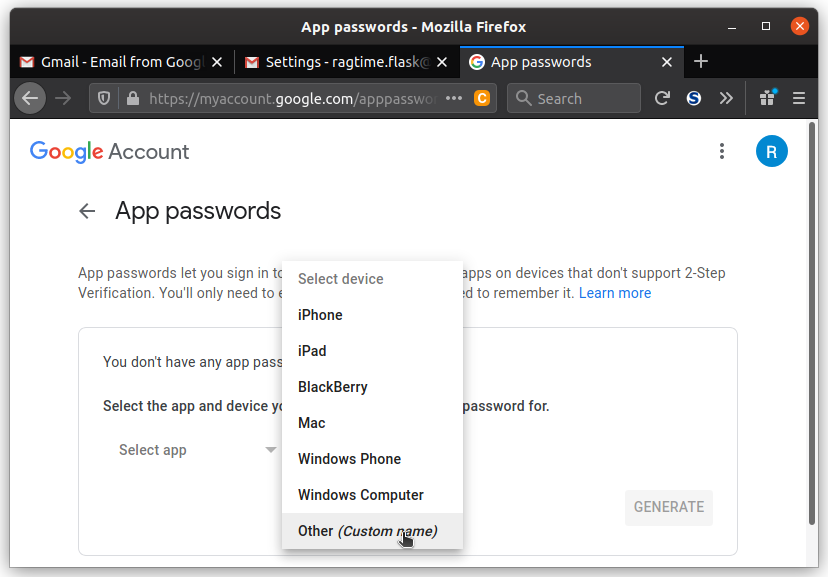 App passwords - Mozilla Firefox
Gmail - Email from Googl
Settings - ragtime.flask@
App passwords
https://myaccount.google.com/apppasswo
Search
Google Account
R
App passwords
App passwords let you sign in to apps on devices that don't support 2-Step
Verification. You'll only need to e ed to remember it. Learn more
You don't have any app pass
Select the app and device yo password for.
Select app
Select device
iPhone
iPad
BlackBerry
Mac
Windows Phone
Windows Computer
Other (Custom name)
GENERATE